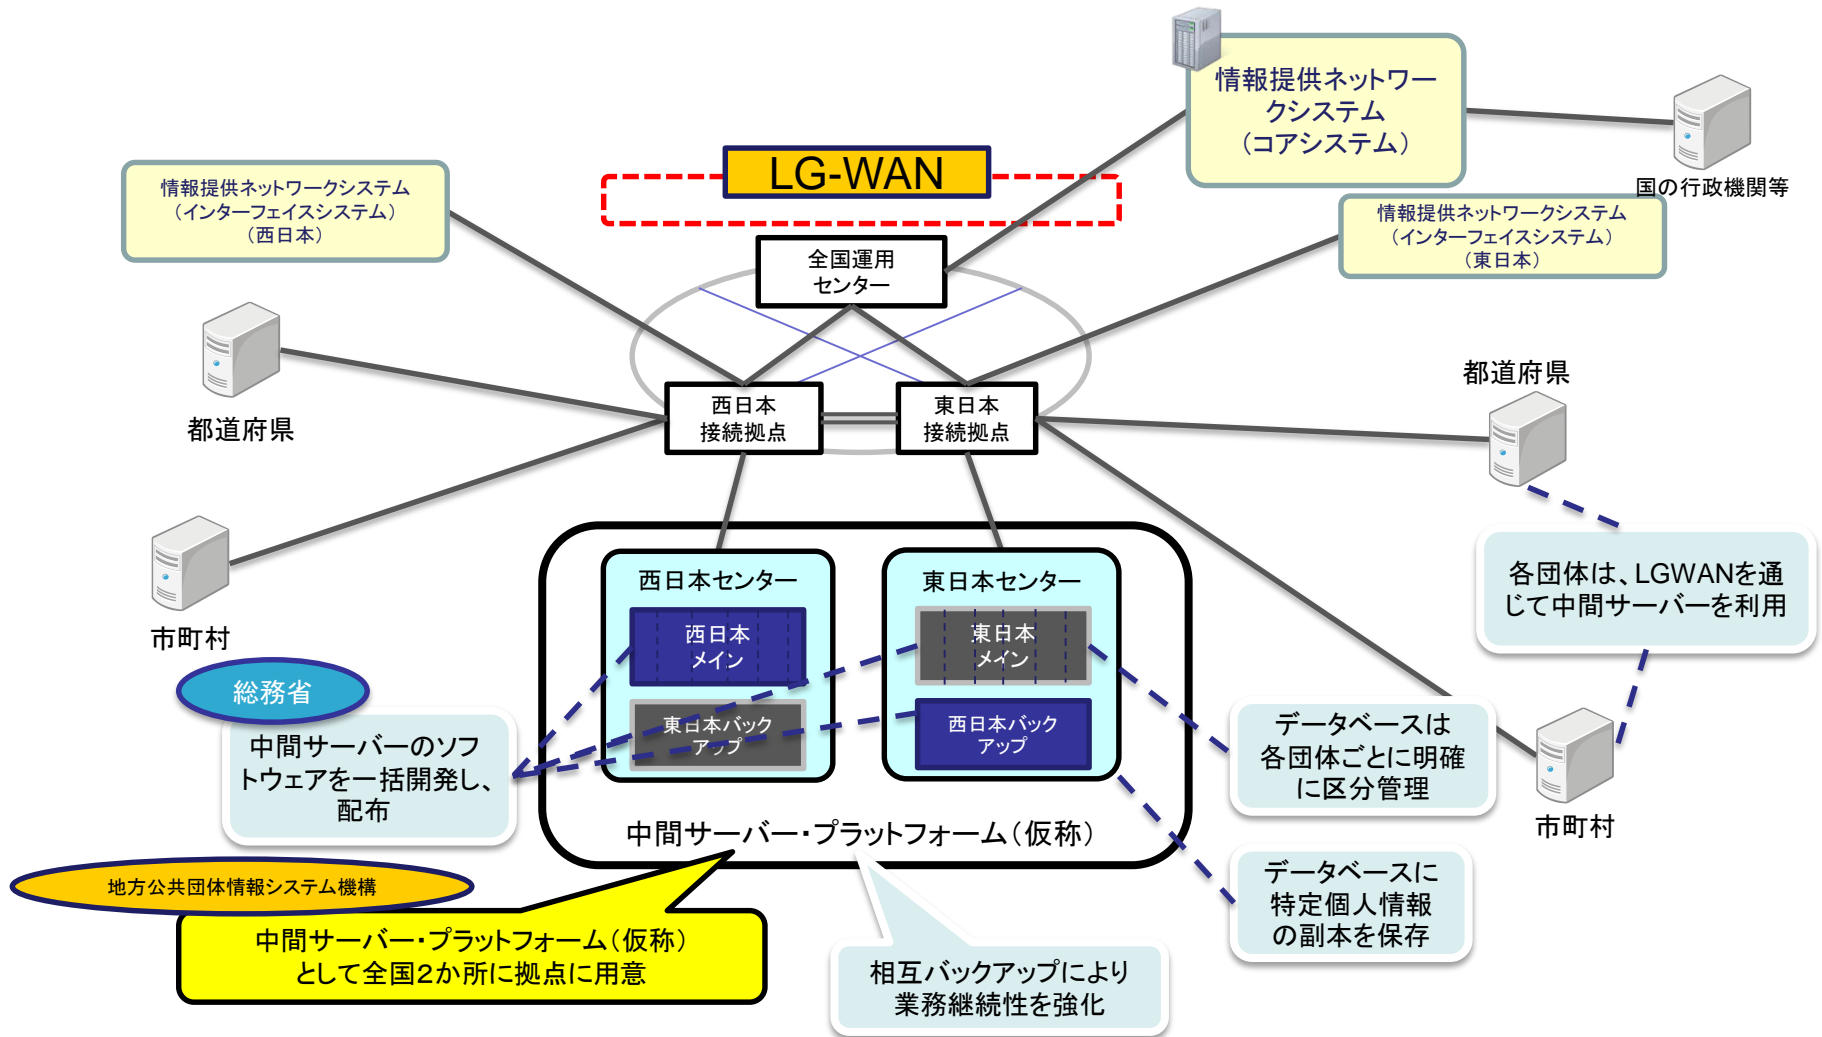 情報提供ネットワー
クシステム
（コアシステム）
国の行政機関等
LG-WAN
情報提供ネットワークシステム
（インターフェイスシステム）
（西日本）
情報提供ネットワークシステム
（インターフェイスシステム）
（東日本）
全国運用
センター
都道府県
西日本
接続拠点
東日本
接続拠点
都道府県
市町村
西日本センター
西日本
メイン
東日本バック
アップ
東日本センター
東日本
メイン
西日本バック
アップ
各団体は、LGWANを通
じて中間サーバーを利用
総務省
中間サーバーのソフ
トウェアを一括開発し、
配布
データベースは
各団体ごとに明確
に区分管理
市町村
中間サーバー・プラットフォーム（仮称）
地方公共団体情報システム機構
中間サーバー・プラットフォーム（仮称）
として全国２か所に拠点に用意
データベースに
特定個人情報
の副本を保存
相互バックアップにより
業務継続性を強化